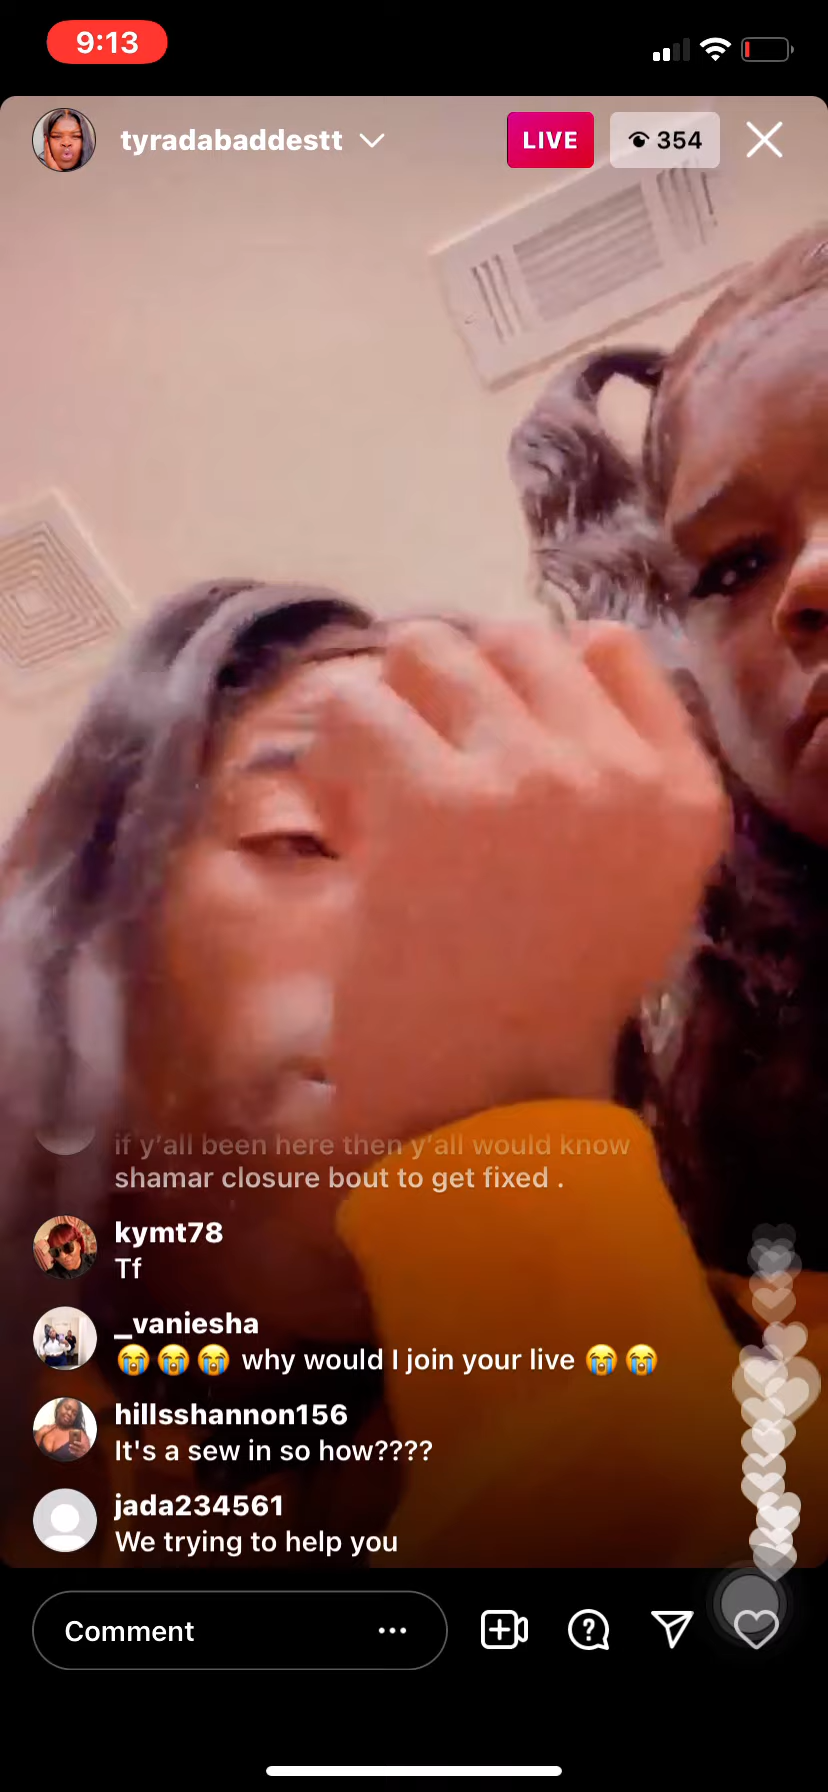 9:13
tyradabaddestt
LIVE
354
if y'all been here then y'all would know
shamar closure bout to get fixed .
kymt78
Tf
_vaniesha
😭😭😭 why would I join your live 😭😭
hillsshannon156
It's a sew in so how????
jada234561
We trying to help you
Comment